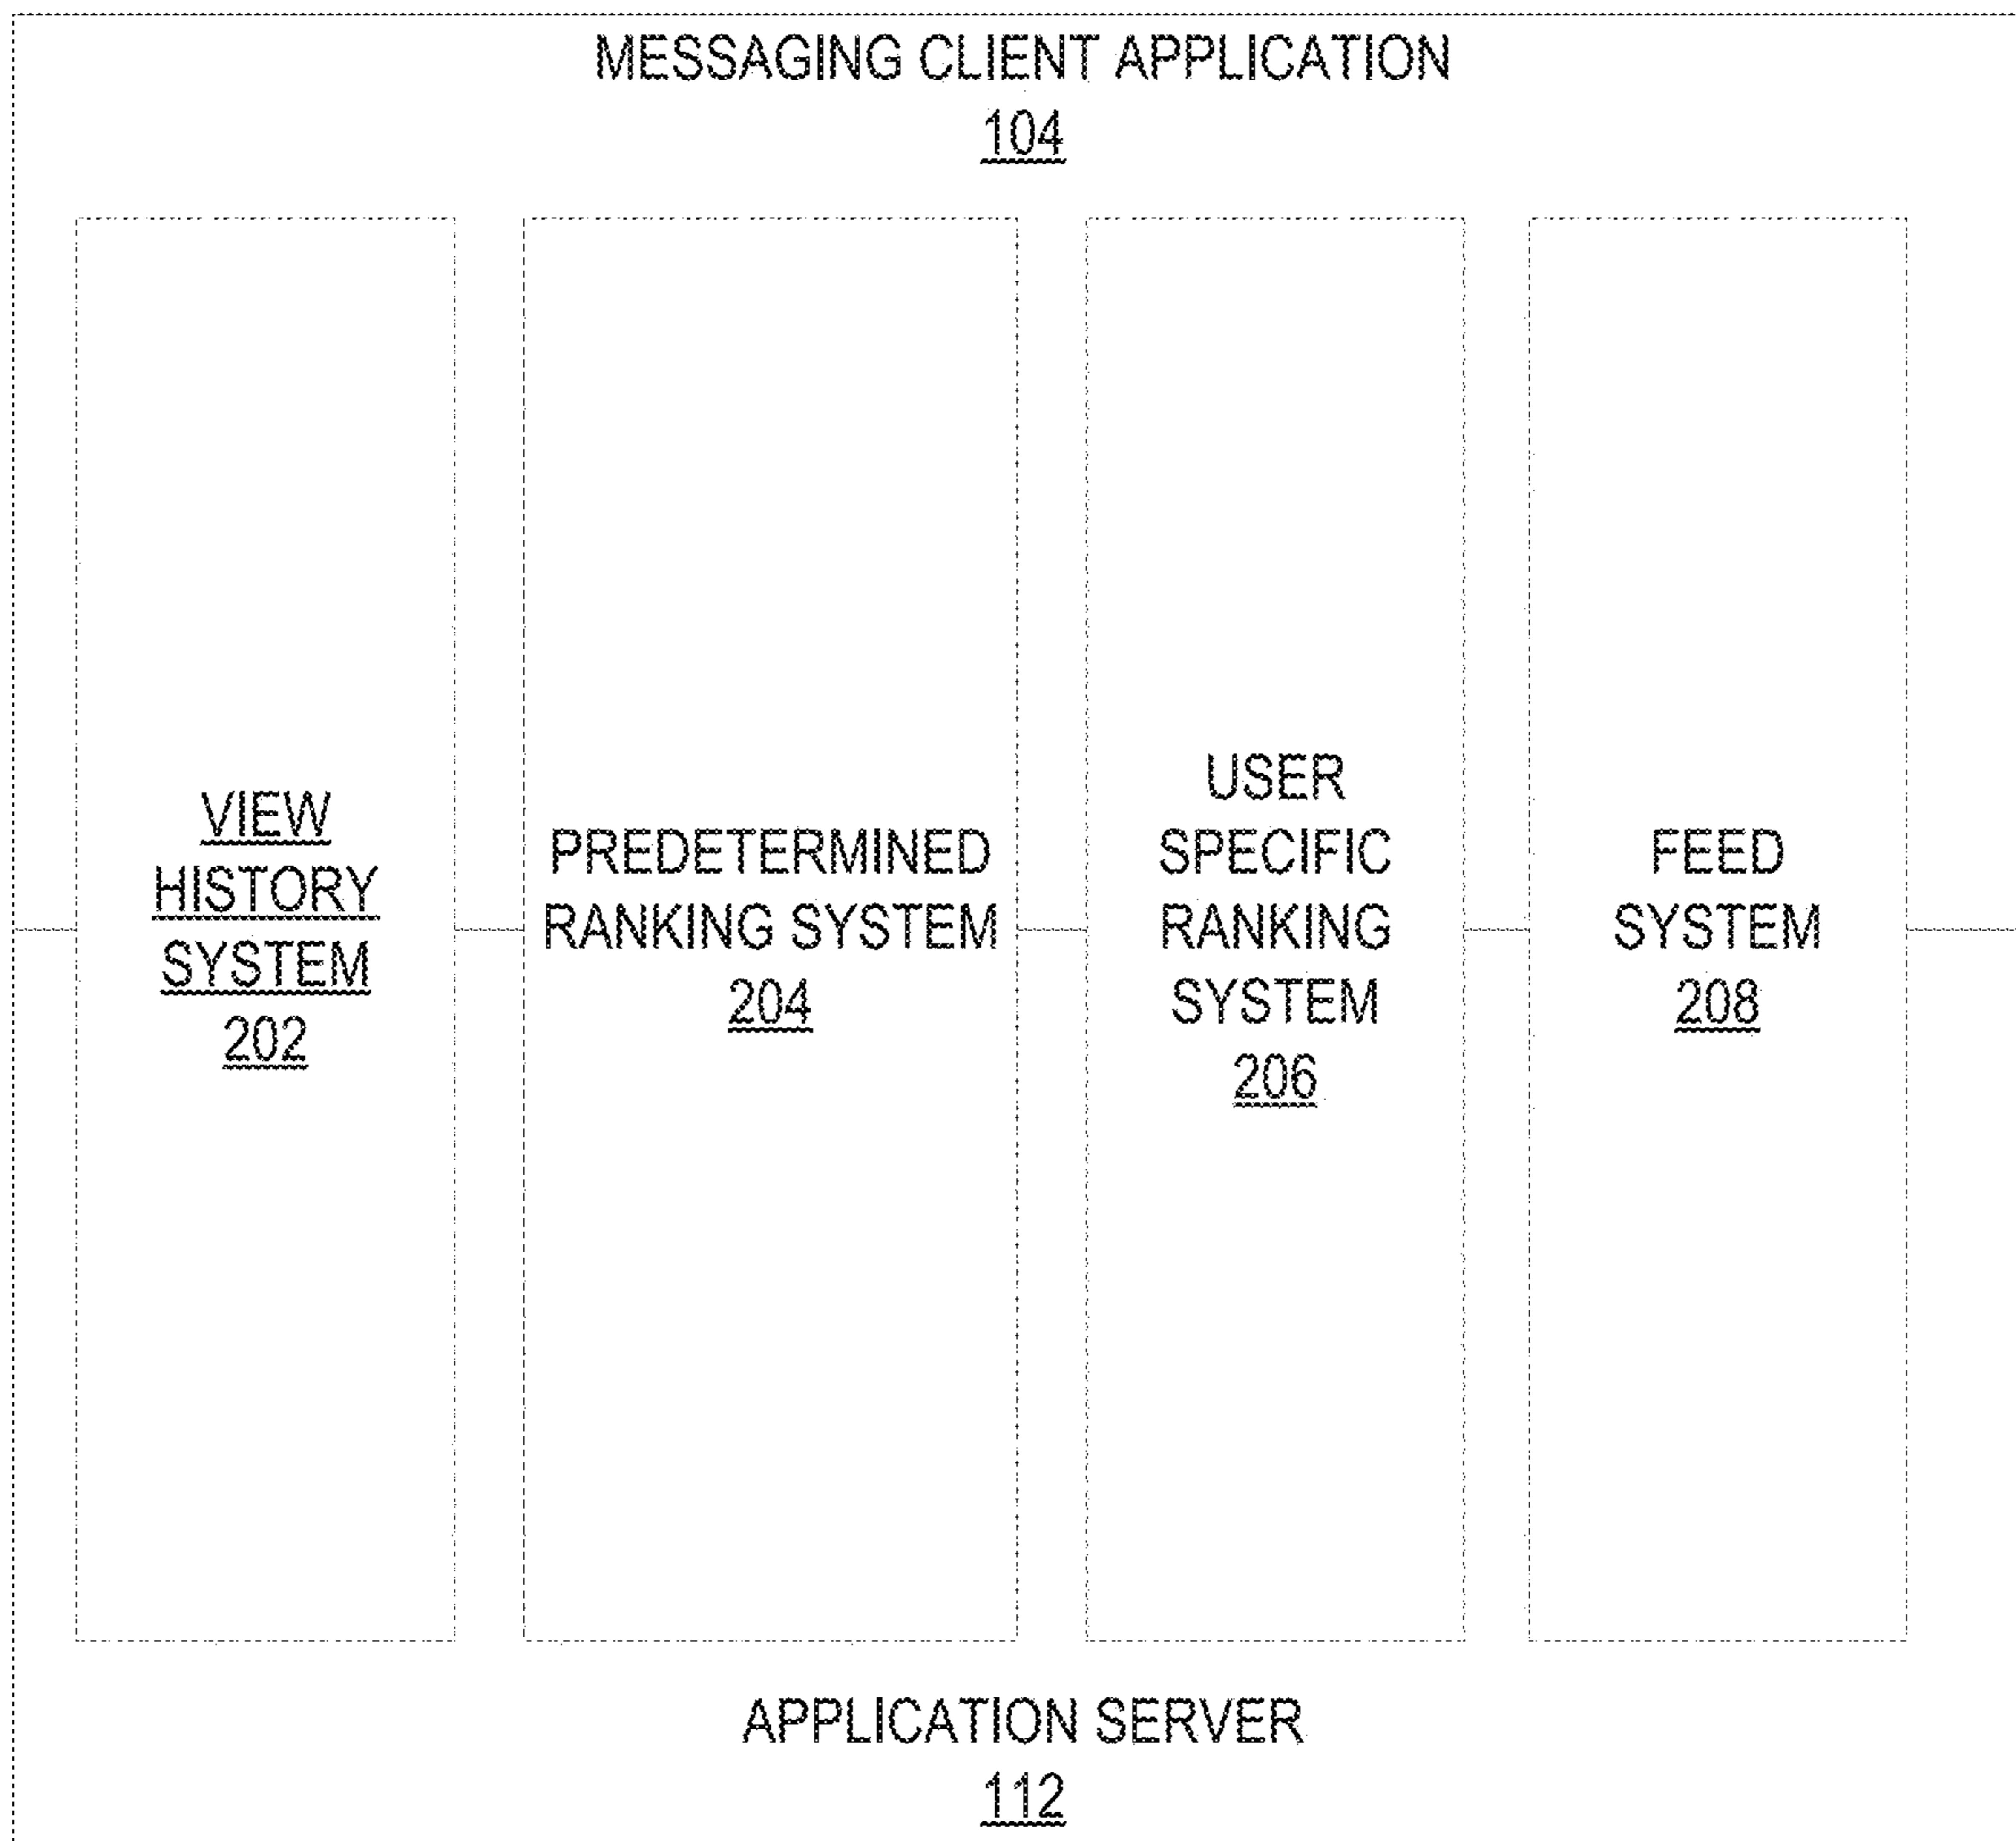 MESSAGING CLIENT APPLICATION
104
VIEW
HISTORY
SYSTEM
202
PREDETERMINED
RANKING SYSTEM
204
USER
SPECIFIC
RANKING
SYSTEM
206
FEED
SYSTEM
208
APPLICATION SERVER
112